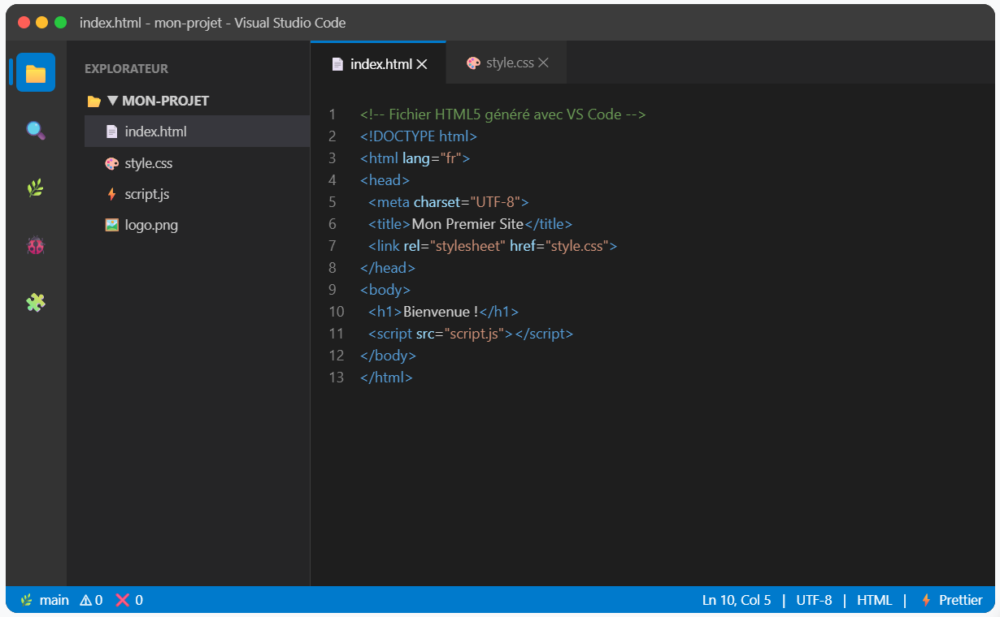 index.html - mon-projet - Visual Studio Code
EXPLORATEUR
▼ MON-PROJET
index.html
style.css
script.js
logo.png
index.html ✕
style.css ✕
1 <!-- Fichier HTML5 généré avec VS Code -->
2 <!DOCTYPE html>
3 <html lang="fr">
4 <head>
5   <meta charset="UTF-8">
6   <title>Mon Premier Site</title>
7   <link rel="stylesheet" href="style.css">
8 </head>
9 <body>
10   <h1>Bienvenue !</h1>
11   <script src="script.js"></script>
12 </body>
13 </html>
main ⚠ 0 ❌ 0
Ln 10, Col 5 | UTF-8 | HTML | ⚡ Prettier